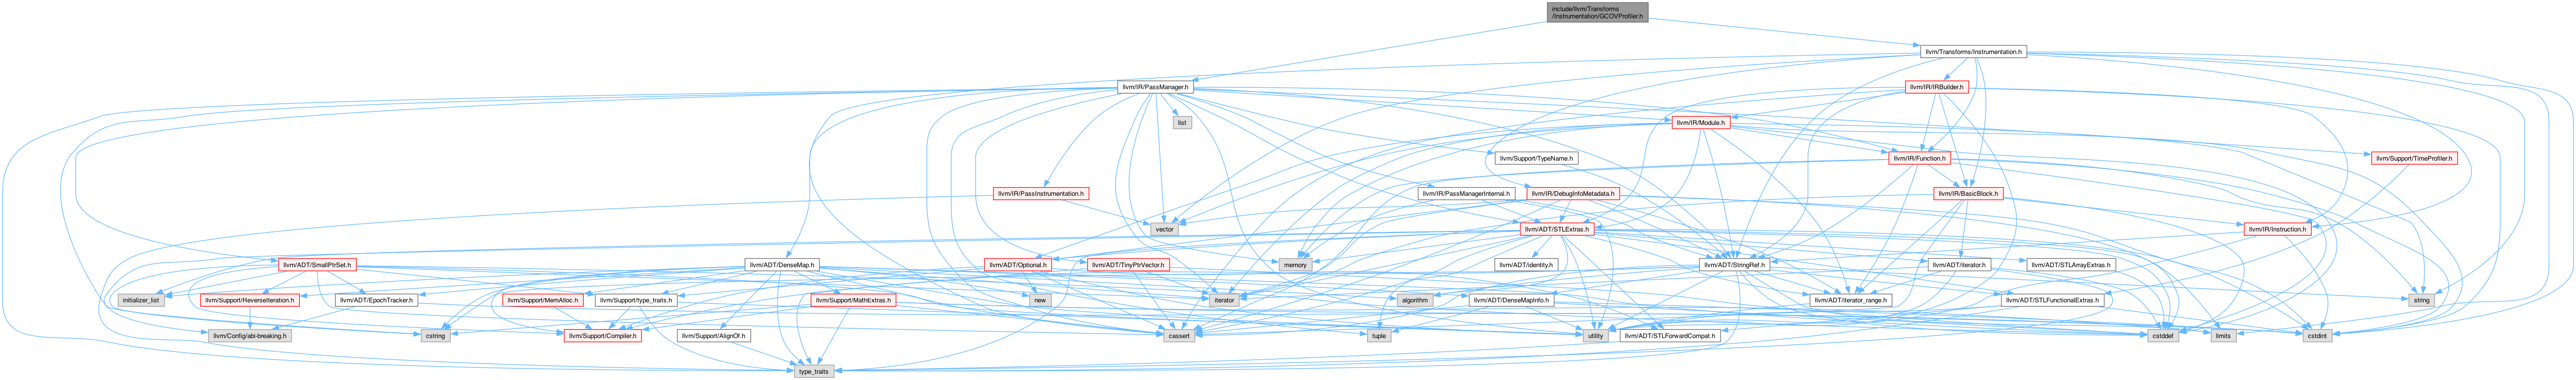 include/llvm/Transforms
/Instrumentation/GCOVProfiler.h
llvm/Transforms/Instrumentation.h
llvm/IR/PassManager.h
llvm/IR/IRBuilder.h
list
llvm/IR/Module.h
llvm/Support/TypeName.h
llvm/IR/Function.h
llvm/Support/TimeProfiler.h
llvm/IR/PassInstrumentation.h
llvm/IR/PassManagerInternal.h
llvm/IR/DebugInfoMetadata.h
llvm/IR/BasicBlock.h
vector
llvm/ADT/STLExtras.h
llvm/IR/Instruction.h
llvm/ADT/SmallPtrSet.h
llvm/ADT/DenseMap.h
llvm/ADT/Optional.h
llvm/ADT/TinyPtrVector.h
memory
llvm/ADT/identity.h
llvm/ADT/StringRef.h
llvm/ADT/iterator.h
llvm/ADT/STLArrayExtras.h
initializer_list
llvm/Support/ReverseIteration.h
llvm/ADT/EpochTracker.h
llvm/Support/MemAlloc.h
llvm/Support/type_traits.h
llvm/Support/MathExtras.h
new
iterator
algorithm
llvm/ADT/DenseMapInfo.h
llvm/ADT/iterator_range.h
llvm/ADT/STLFunctionalExtras.h
string
llvm/Config/abi-breaking.h
cstring
llvm/Support/Compiler.h
llvm/Support/AlignOf.h
cassert
tuple
utility
llvm/ADT/STLForwardCompat.h
cstddef
limits
cstdint
type_traits